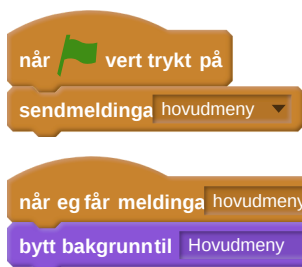 når vert trykt på
sendmeldinga hovudmeny
når eg får meldinga hovudmeny
bytt bakgrunntil Hovudmeny